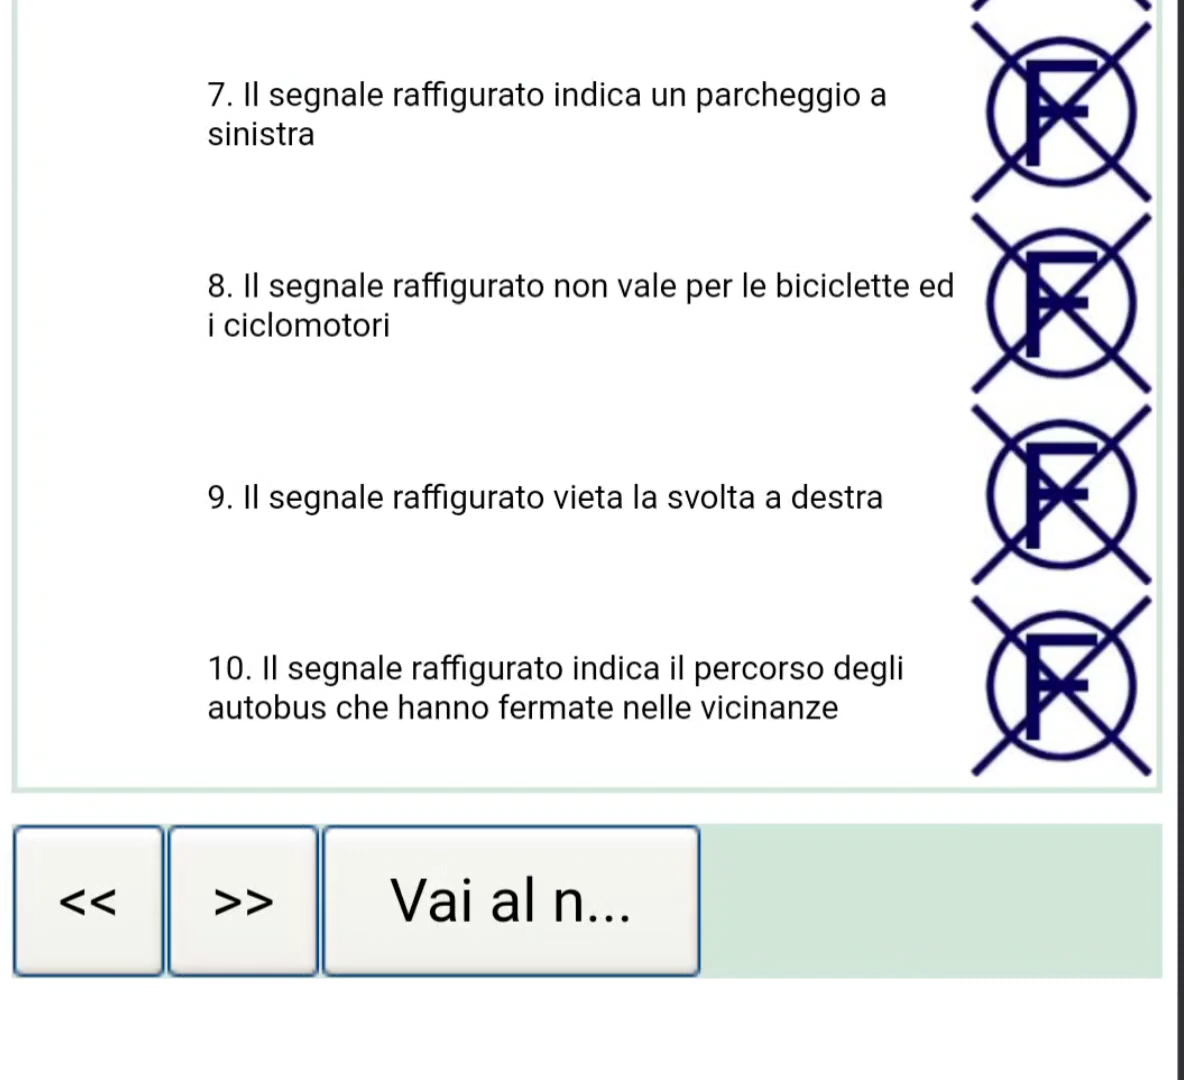 7. Il segnale raffigurato indica un parcheggio a
sinistra
F
8. Il segnale raffigurato non vale per le biciclette ed
i ciclomotori
F
9. Il segnale raffigurato vieta la svolta a destra
F
10. Il segnale raffigurato indica il percorso degli
autobus che hanno fermate nelle vicinanze
F
<< >> Vai al n...